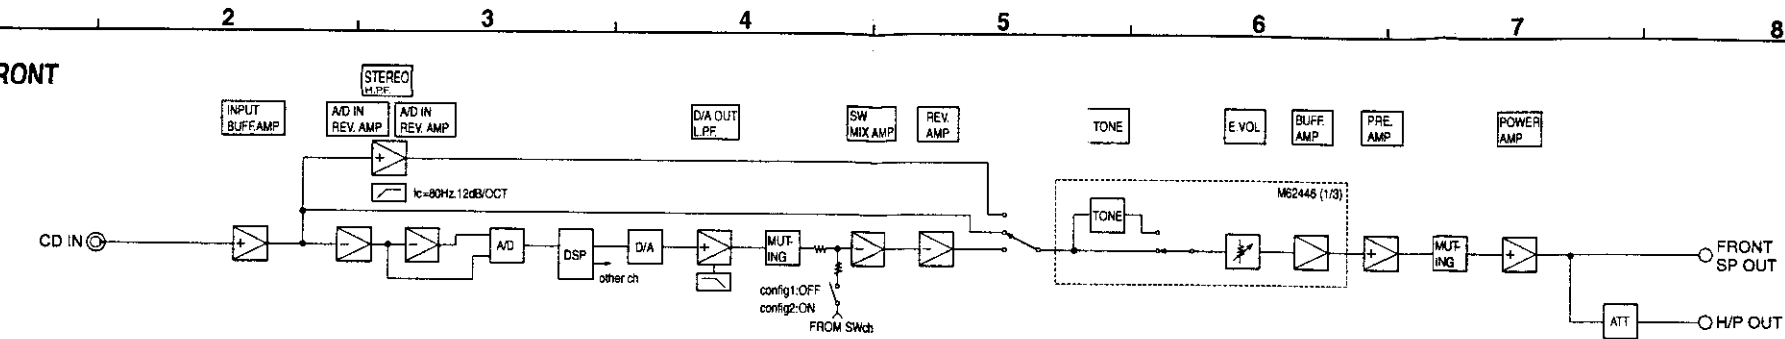 2 3 4 5 6 7 8
RONT
STEREO
H.P.F.
INPUT
BUFF.AMP
A/D IN
REV. AMP
A/D IN
REV. AMP
D/A OUT
L.P.F.
SW
MIX AMP
REV.
AMP
TONE
E.VOL
BUFF.
AMP
PRE.
AMP
POWER
AMP
+
fc=80Hz,12dB/OCT
M62446 (1/3)
TONE
CD IN
+
−
−
A/D
DSP
other ch
D/A
+
MUT-
ING
−
−
+
MUT-
ING
+
FRONT
SP OUT
config1:OFF
config2:ON
FROM SWch
ATT
H/P OUT